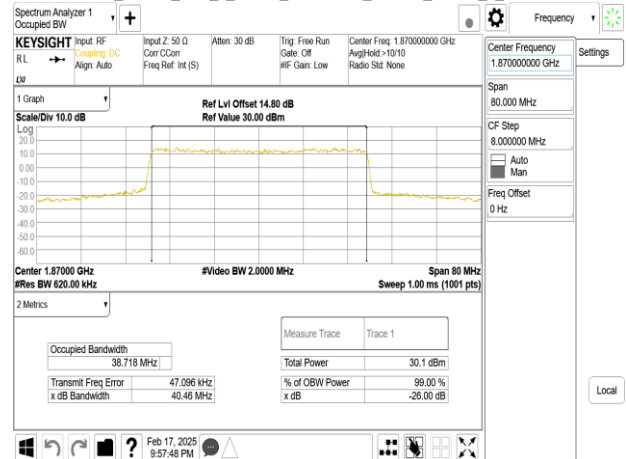 Spectrum Analyzer 1
Occupied BW
Frequency
KEYSIGHT
RL
LXI
Input: RF
Coupling: DC
Align: Auto
Input Z: 50 Ω
Corr CCorr
Freq Ref: Int (S)
Atten: 30 dB
Trig: Free Run
Gate: Off
#IF Gain: Low
Center Freq: 1.870000000 GHz
Avg|Hold:>10/10
Radio Std: None
Center Frequency
1.870000000 GHz
Settings
Span
80.000 MHz
CF Step
8.000000 MHz
Auto
Man
Freq Offset
0 Hz
1 Graph
Scale/Div 10.0 dB
Ref Lvl Offset 14.80 dB
Ref Value 30.00 dBm
Log
20.0
10.0
0.00
-10.0
-20.0
-30.0
-40.0
-50.0
-60.0
Center 1.87000 GHz
#Video BW 2.0000 MHz
Span 80 MHz
#Res BW 620.00 kHz
Sweep 1.00 ms (1001 pts)
2 Metrics
Measure Trace
Trace 1
Occupied Bandwidth
38.718 MHz
Total Power
30.1 dBm
Transmit Freq Error
47.096 kHz
% of OBW Power
99.00 %
x dB Bandwidth
40.46 MHz
x dB
-26.00 dB
Local
Feb 17, 2025
9:57:48 PM